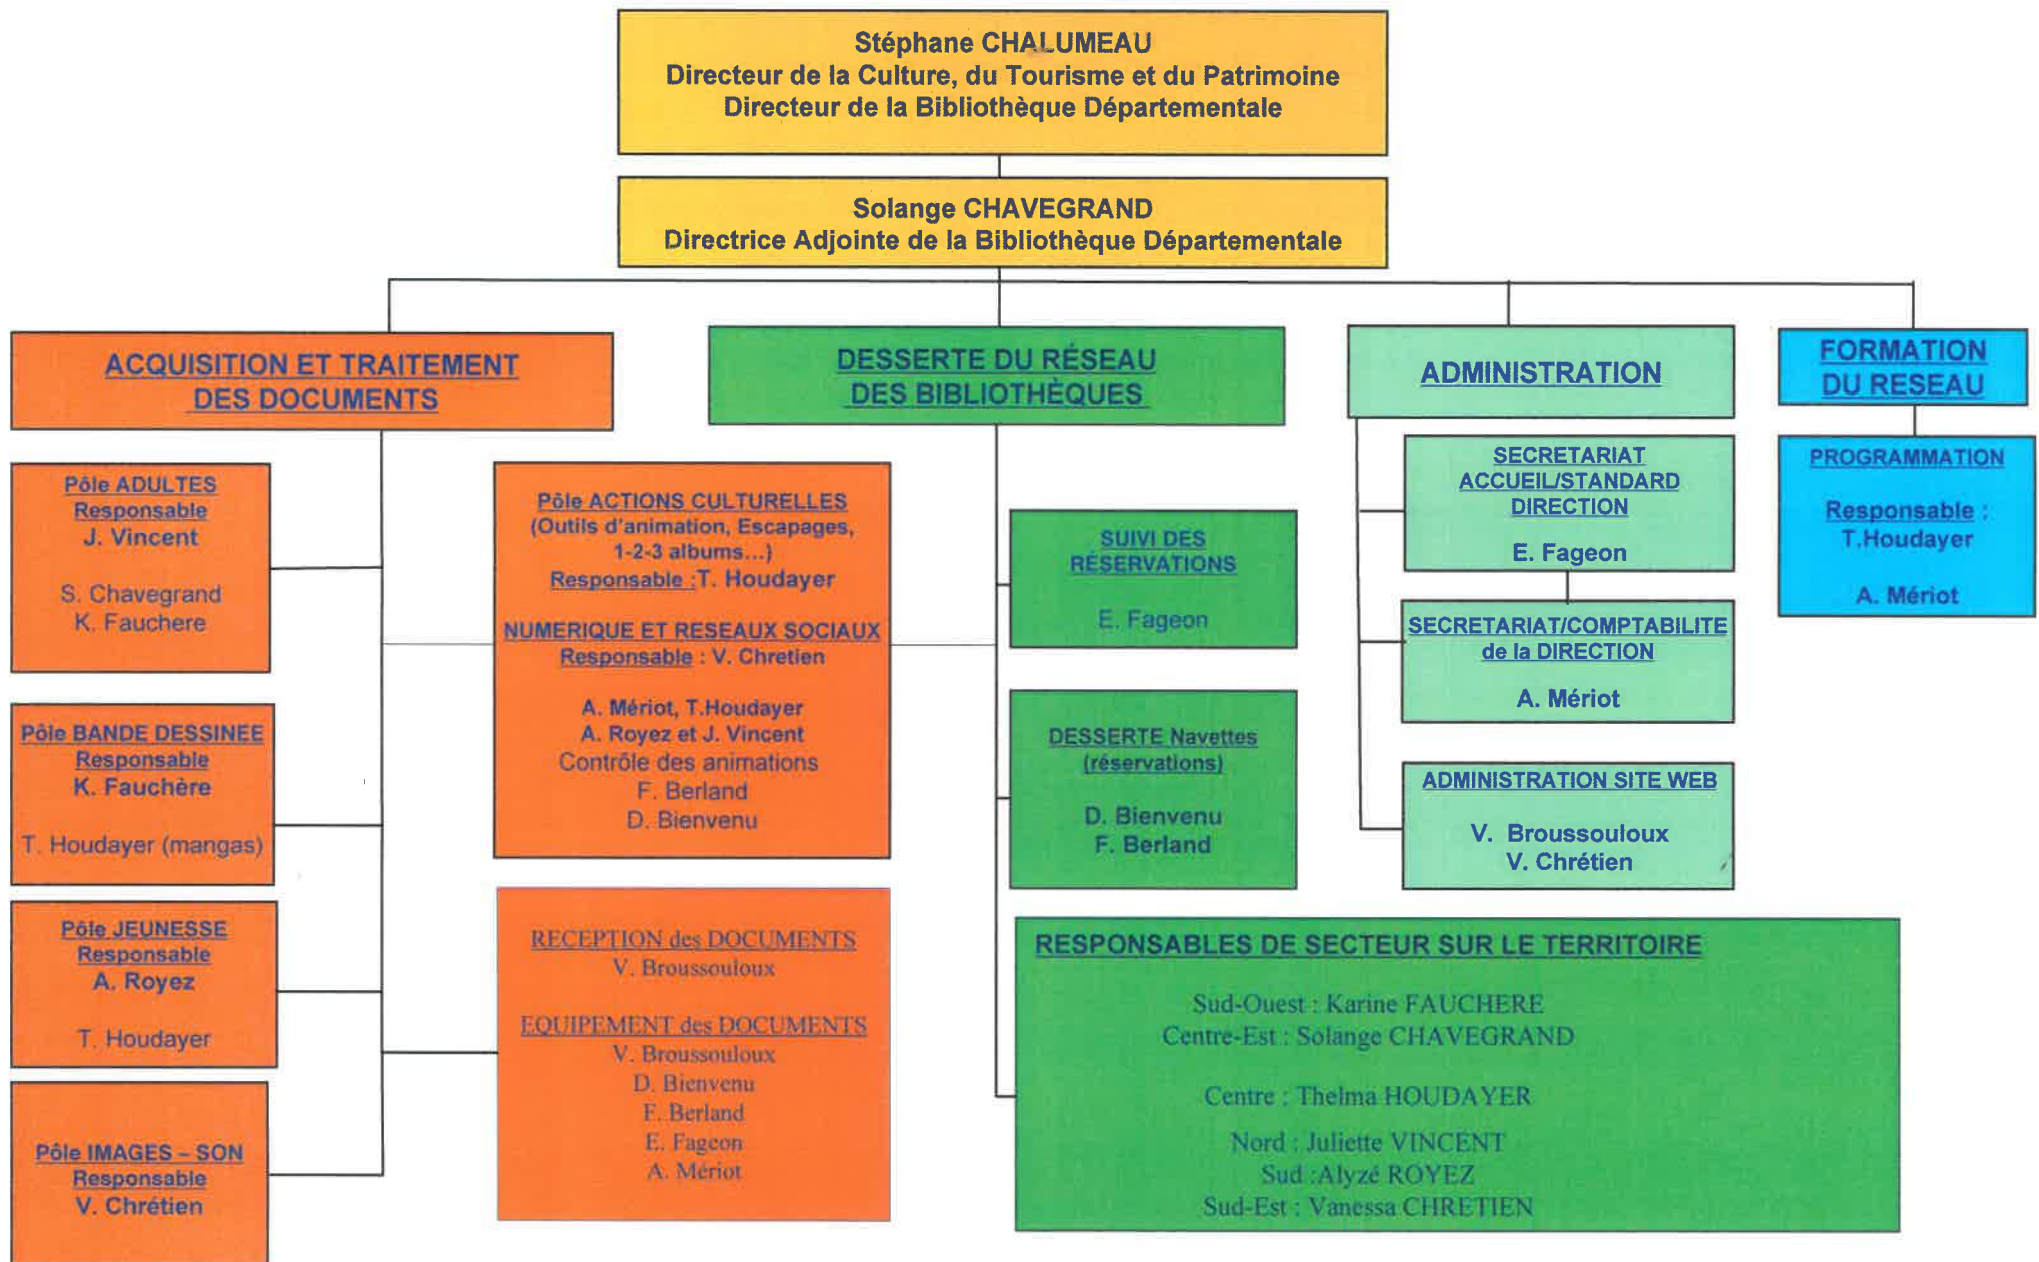 Stéphane CHALUMEAU
Directeur de la Culture, du Tourisme et du Patrimoine
Directeur de la Bibliothèque Départementale
Solange CHAVEGRAND
Directrice Adjointe de la Bibliothèque Départementale
ACQUISITION ET TRAITEMENT
DES DOCUMENTS
Pôle ADULTES
Responsable
J. Vincent
S. Chavegrand
K. Fauchere
Pôle BANDE DESSINEE
Responsable
K. Fauchère
T. Houdayer (mangas)
Pôle JEUNESSE
Responsable
A. Royez
T. Houdayer
Pôle IMAGES – SON
Responsable
V. Chrétien
Pôle ACTIONS CULTURELLES
(Outils d'animation, Escapages,
1-2-3 albums...)
Responsable :T. Houdayer
NUMERIQUE ET RESEAUX SOCIAUX
Responsable : V. Chretien
A. Mériot, T.Houdayer
A. Royez et J. Vincent
Contrôle des animations
F. Berland
D. Bienvenu
RECEPTION des DOCUMENTS
V. Broussouloux
EQUIPEMENT des DOCUMENTS
V. Broussouloux
D. Bienvenu
F. Berland
E. Fageon
A. Mériot
DESSERTE DU RÉSEAU
DES BIBLIOTHÈQUES
SUIVI DES
RÉSERVATIONS
E. Fageon
DESSERTE Navettes
(réservations)
D. Bienvenu
F. Berland
RESPONSABLES DE SECTEUR SUR LE TERRITOIRE
Sud-Ouest : Karine FAUCHERE
Centre-Est : Solange CHAVEGRAND
Centre : Thelma HOUDAYER
Nord : Juliette VINCENT
Sud :Alyzé ROYEZ
Sud-Est : Vanessa CHRETIEN
ADMINISTRATION
SECRETARIAT
ACCUEIL/STANDARD
DIRECTION
E. Fageon
SECRETARIAT/COMPTABILITE
de la DIRECTION
A. Mériot
ADMINISTRATION SITE WEB
V. Broussouloux
V. Chrétien
FORMATION
DU RESEAU
PROGRAMMATION
Responsable :
T.Houdayer
A. Mériot